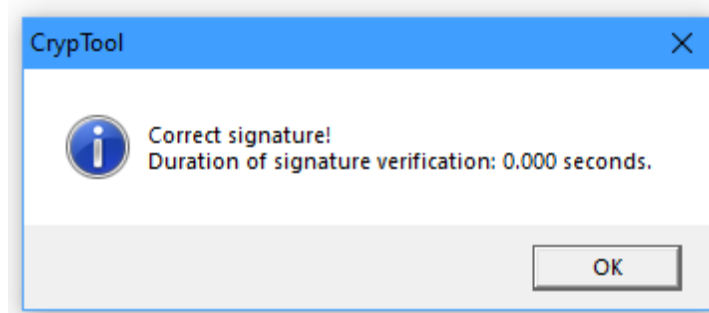 CrypTool
Correct signature!
Duration of signature verification: 0.000 seconds.
OK